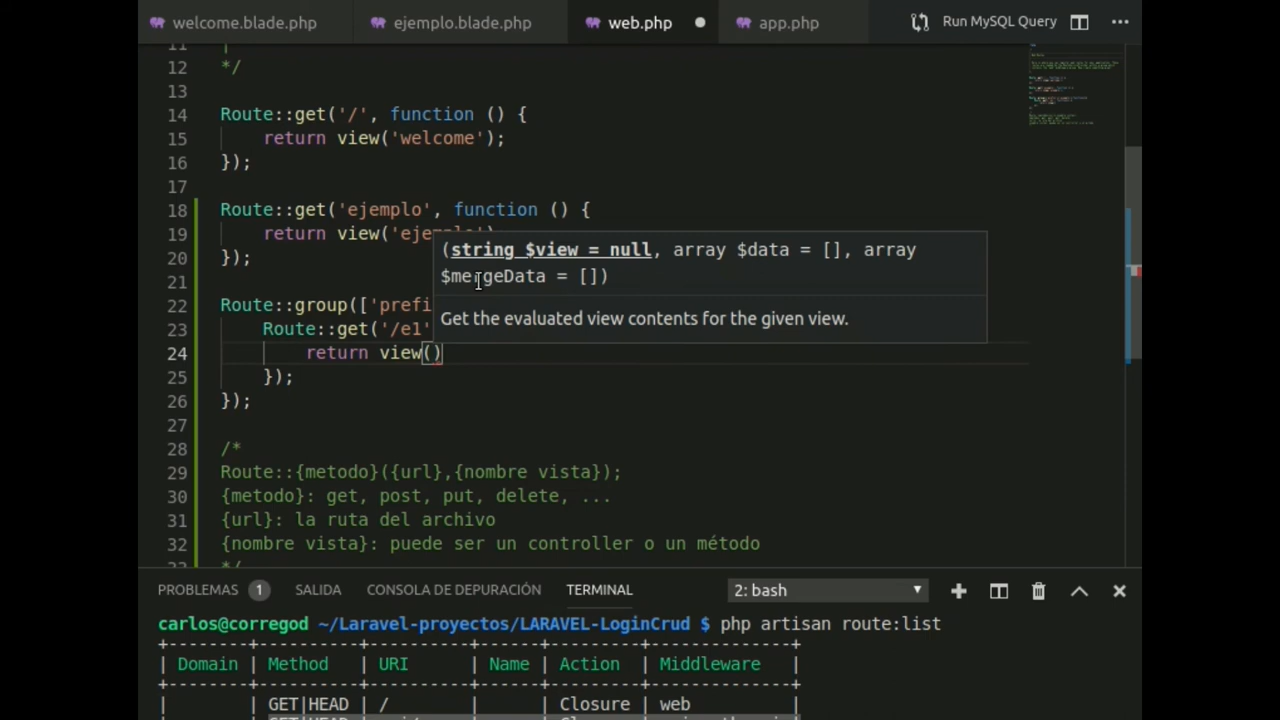 welcome.blade.php ejemplo.blade.php web.php app.php Run MySQL Query
11 |
12 */
13
14 Route::get('/', function () {
15 return view('welcome');
16 });
17
18 Route::get('ejemplo', function () {
19 return view('ejemplo')
20 });
21
22 Route::group(['prefi
23 Route::get('/e1'
24 return view()
25 });
26 });
27
28 /*
29 Route::{metodo}({url},{nombre vista});
30 {metodo}: get, post, put, delete, ...
31 {url}: la ruta del archivo
32 {nombre vista}: puede ser un controller o un método
33 */
(string $view = null, array $data = [], array
$mergeData = [])
Get the evaluated view contents for the given view.
PROBLEMAS 1 SALIDA CONSOLA DE DEPURACIÓN TERMINAL 2: bash
carlos@corregod ~/Laravel-proyectos/LARAVEL-LoginCrud $ php artisan route:list
+--------+----------+----------+------+---------+--------------+
| Domain | Method | URI | Name | Action | Middleware |
+--------+----------+----------+------+---------+--------------+
| | GET|HEAD | / | | Closure | web |